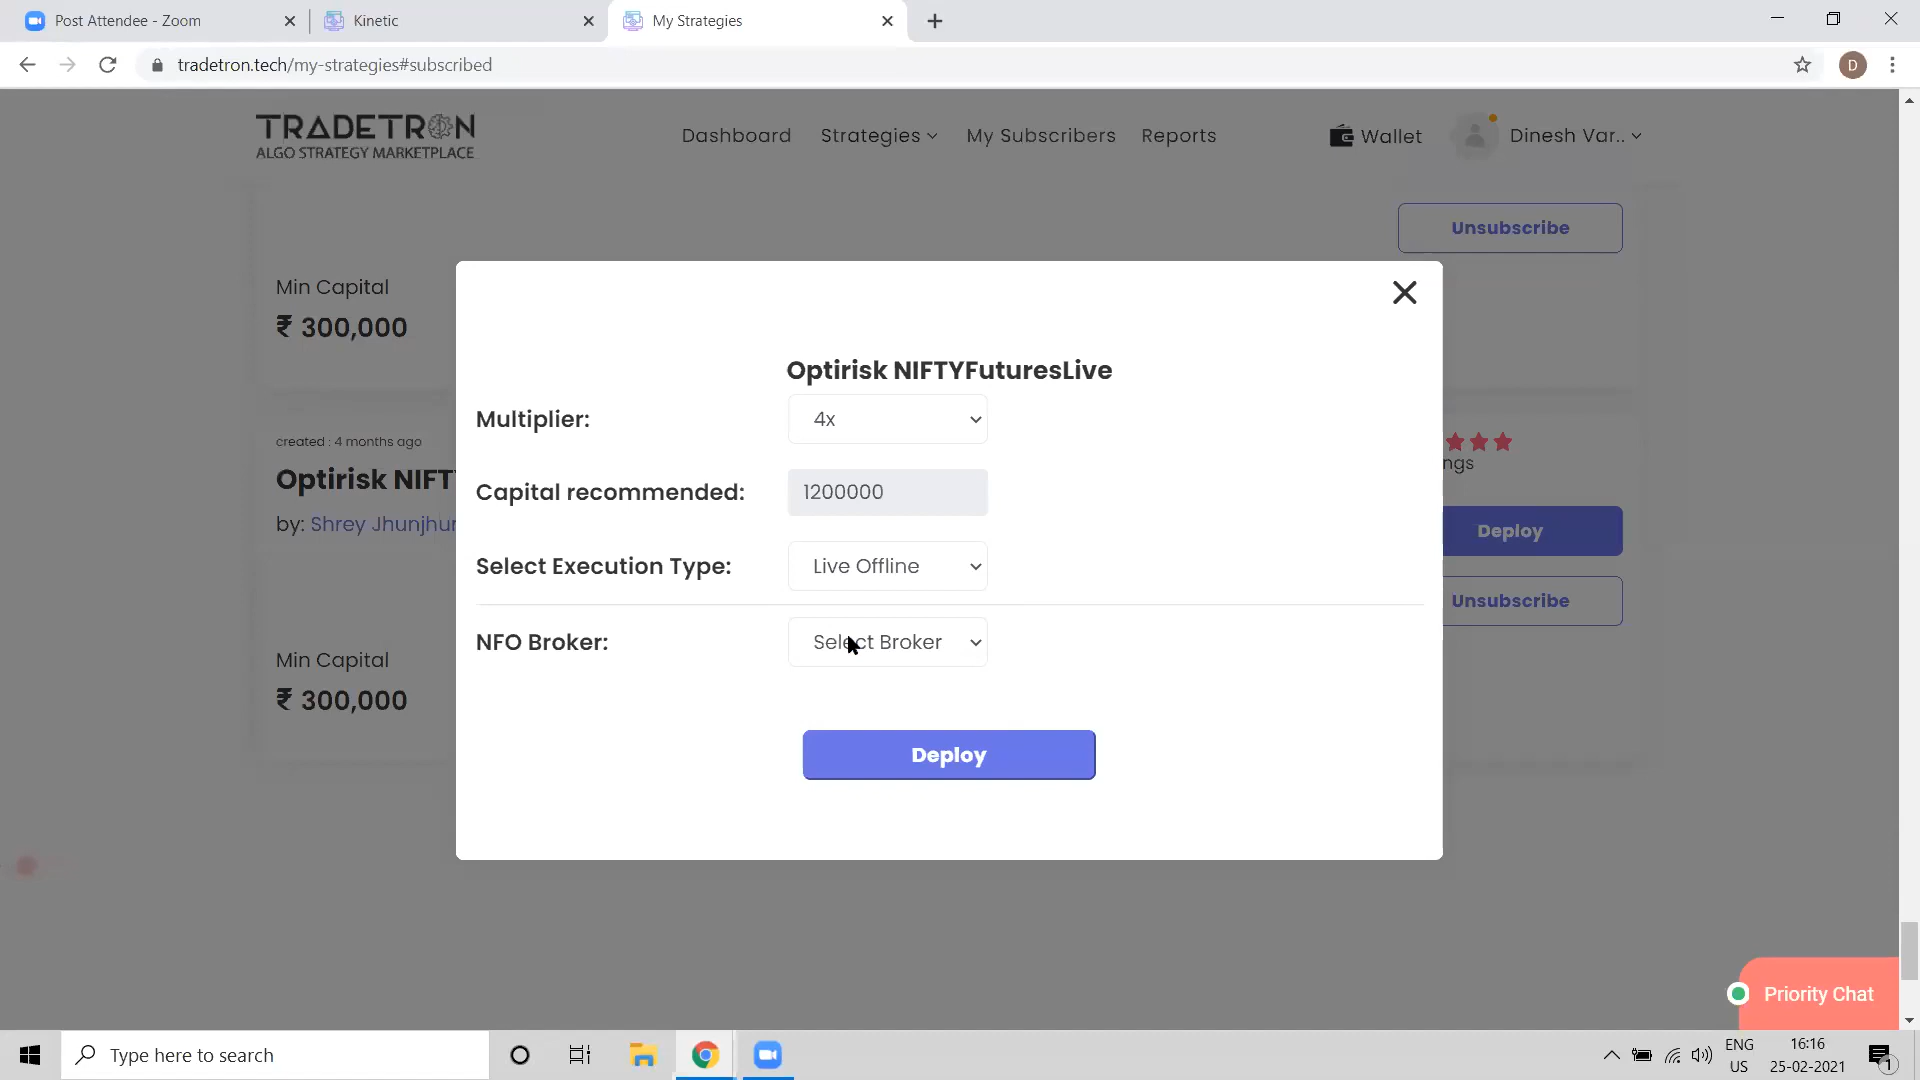 Post Attendee - Zoom
Kinetic
My Strategies
tradetron.tech/my-strategies#subscribed
D
TRADETRON
ALGO STRATEGY MARKETPLACE
Dashboard
Strategies
My Subscribers
Reports
Wallet
Dinesh Var..
Unsubscribe
Min Capital
₹ 300,000
Optirisk NIFTYFuturesLive
Multiplier:
4x
created : 4 months ago
Optirisk NIFTY
ngs
Capital recommended:
1200000
by: Shrey Jhunjhun
Deploy
Select Execution Type:
Live Offline
Unsubscribe
NFO Broker:
Select Broker
Min Capital
₹ 300,000
Deploy
Priority Chat
Type here to search
ENG
US
16:16
25-02-2021
1